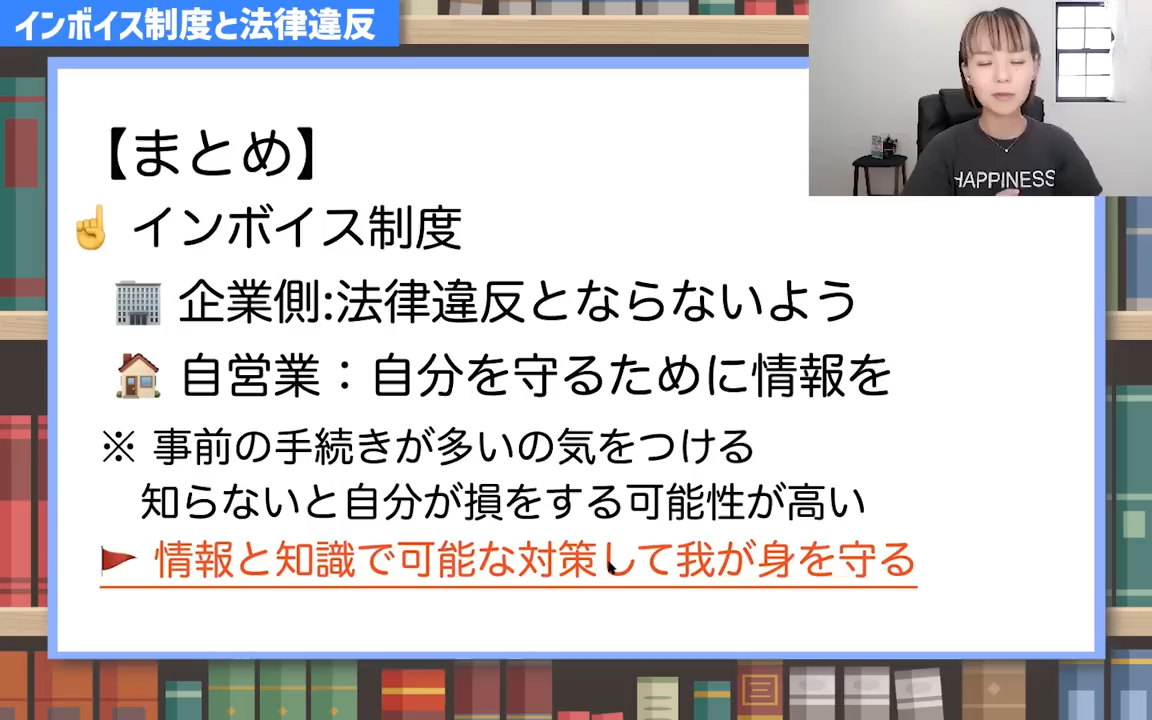 インボイス制度と法律違反
HAPPINESS
【まとめ】
☝ インボイス制度
🏢 企業側:法律違反とならないよう
🏠 自営業：自分を守るために情報を
※ 事前の手続きが多いの気をつける
知らないと自分が損をする可能性が高い
🚩 情報と知識で可能な対策して我が身を守る